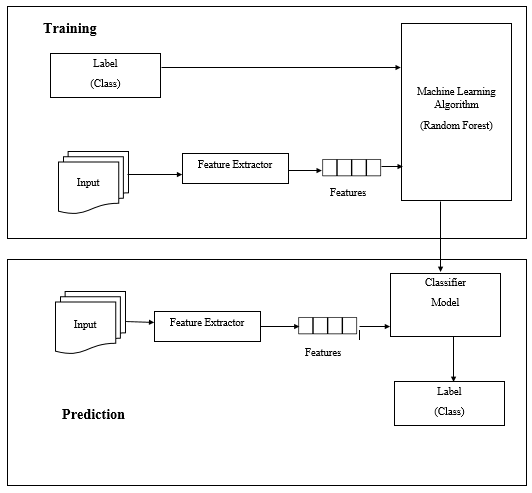 Training
Label
(Class)
Machine Learning
Algorithm
(Random Forest)
Input
Feature Extractor
Features
Classifier
Model
Input
Feature Extractor
Features
Label
(Class)
Prediction